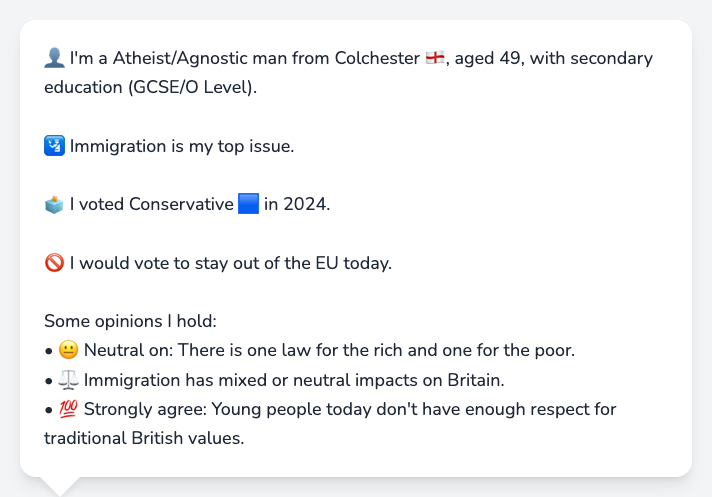 👤 I'm a Atheist/Agnostic man from Colchester 🏴󠁧󠁢󠁥󠁮󠁧󠁿, aged 49, with secondary
education (GCSE/O Level).
🛂 Immigration is my top issue.
🗳️ I voted Conservative 🟦 in 2024.
🚫 I would vote to stay out of the EU today.
Some opinions I hold:
• 😐 Neutral on: There is one law for the rich and one for the poor.
• ⚖️ Immigration has mixed or neutral impacts on Britain.
• 💯 Strongly agree: Young people today don't have enough respect for
traditional British values.